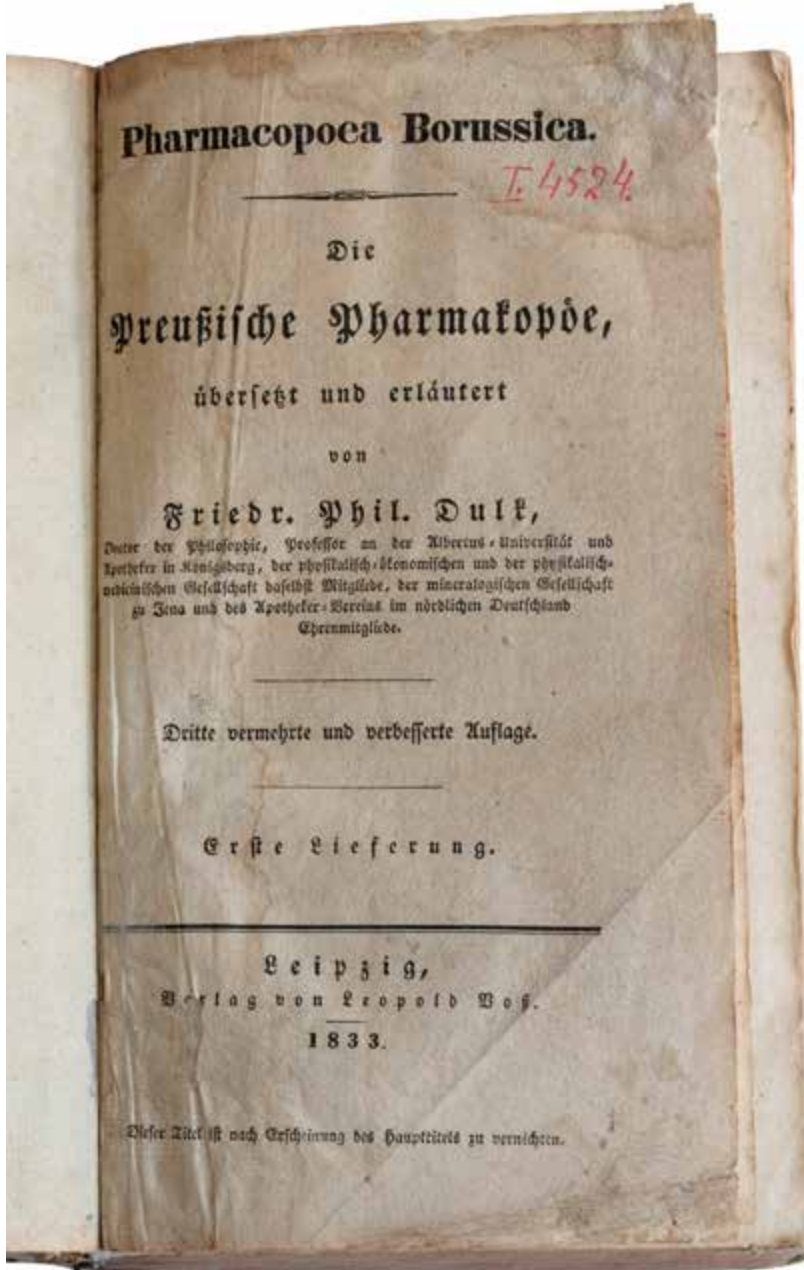 Pharmacopoea Borussica.
I. 4524.
Die
Preußische Pharmakopöe,
übersetzt und erläutert
von
Friedr. Phil. Dulk,
Doctor der Philosophie, Professor an der Albertus-Universität und
Apotheker in Königsberg, der physikalisch-ökonomischen und der physikalisch-
medicinischen Gesellschaft daselbst Mitgliede, der mineralogischen Gesellschaft
zu Jena und des Apotheker-Vereins im nördlichen Deutschland
Ehrenmitgliede.
Dritte vermehrte und verbesserte Auflage.
Erste Lieferung.
Leipzig,
Verlag von Leopold Voß.
1833.
Dieser Titel ist nach Erscheinung des Haupttitels zu vernichten.